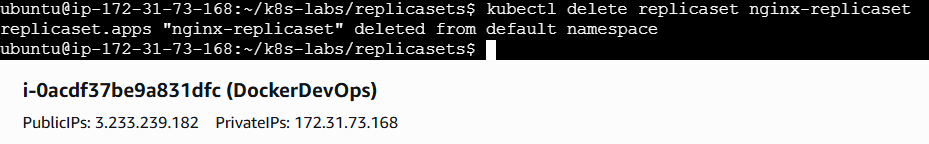 ubuntu@ip-172-31-73-168:~/k8s-labs/replicasets$ kubectl delete replicaset nginx-replicaset
replicaset.apps "nginx-replicaset" deleted from default namespace
ubuntu@ip-172-31-73-168:~/k8s-labs/replicasets$
i-0acdf37be9a831dfc (DockerDevOps)
PublicIPs: 3.233.239.182 PrivateIPs: 172.31.73.168